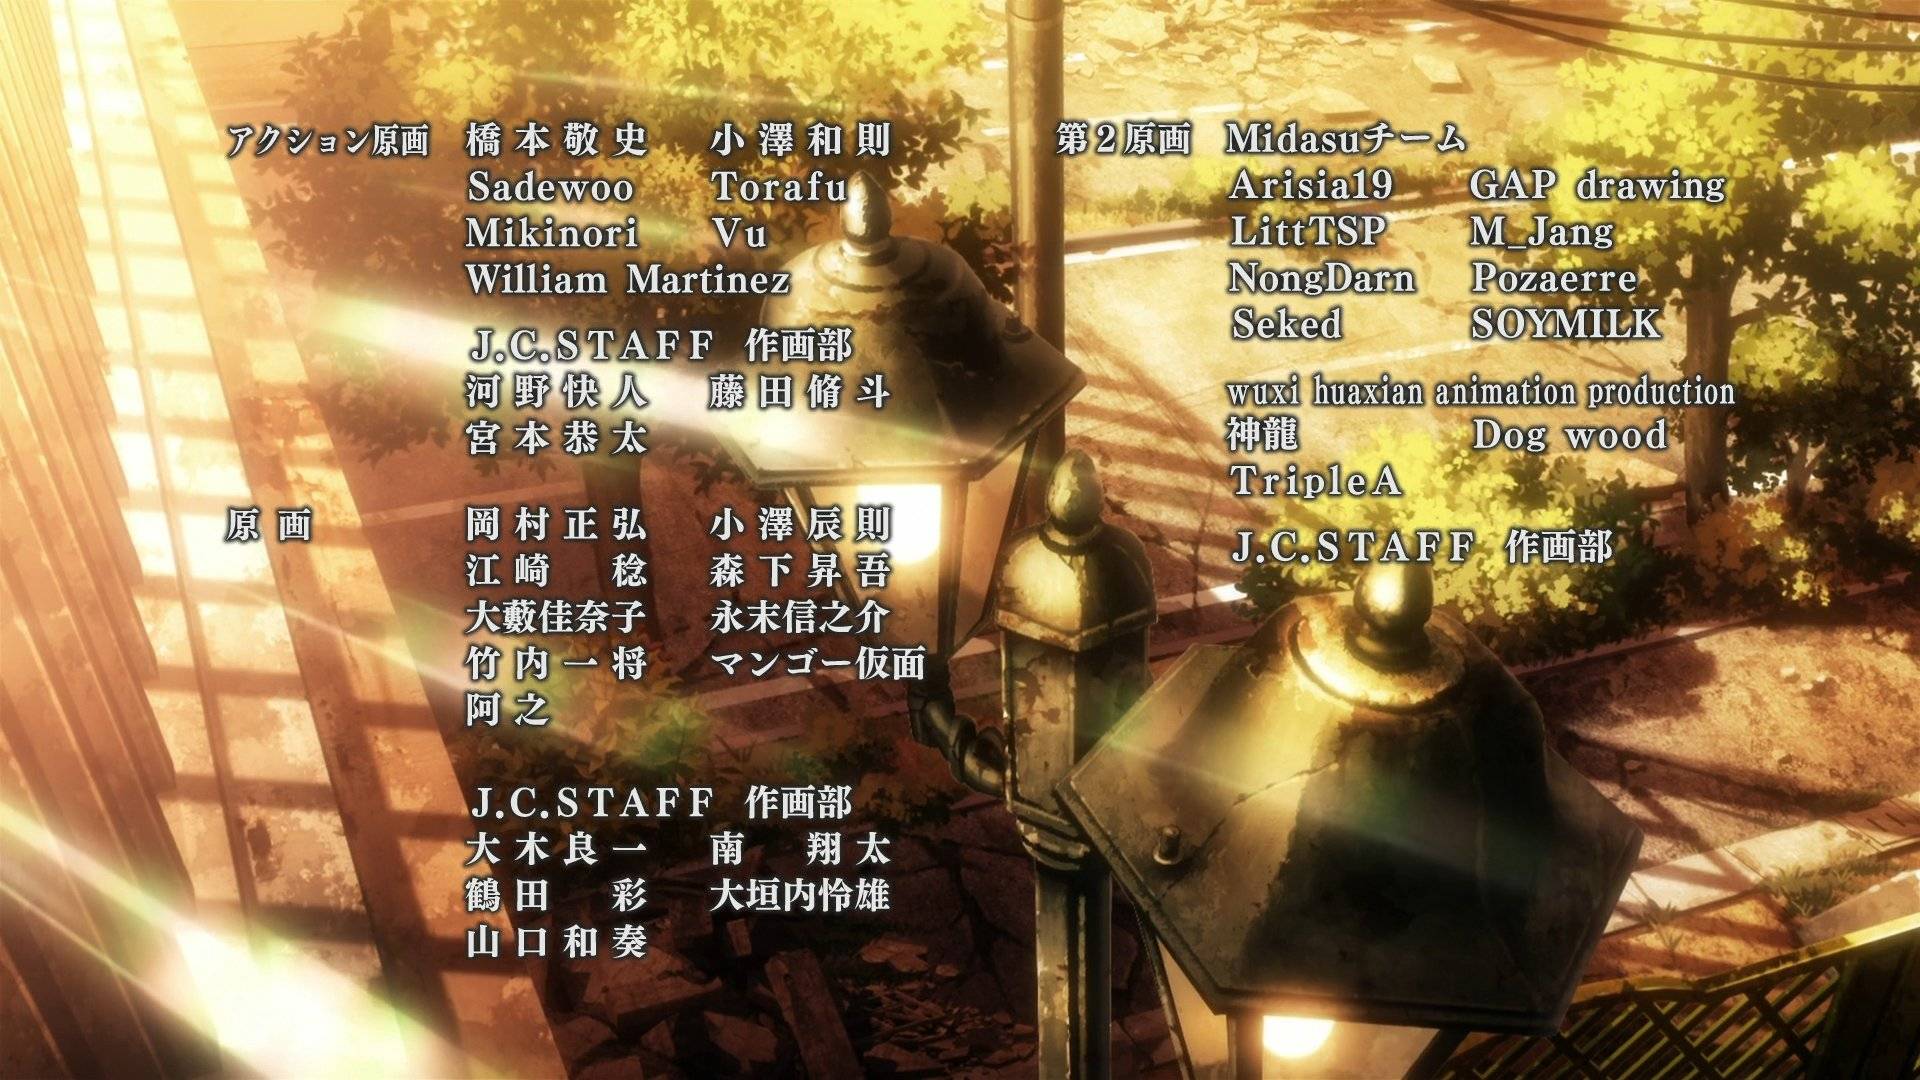 アクション原画 橋本敬史 小澤和則
Sadewoo Torafu
Mikinori Vu
William Martinez
J.C.STAFF 作画部
河野快人 藤田脩斗
宮本恭太
原画 岡村正弘 小澤辰則
江崎稔 森下昇吾
大藪佳奈子 永末信之介
竹内一将 マンゴー仮面
阿之
J.C.STAFF 作画部
大木良一 南翔太
鶴田彩 大垣内怜雄
山口和奏
第2原画 Midasuチーム
Arisia19 GAP drawing
LittTSP M_Jang
NongDarn Pozaerre
Seked SOYMILK
wuxi huaxian animation production
神龍 Dog wood
TripleA
J.C.STAFF 作画部